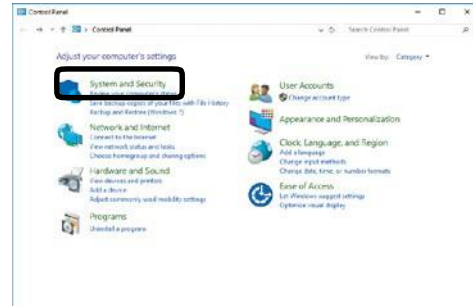 Control Panel
Control Panel
Search Control Panel
Adjust your computer's settings
View by: Category
System and Security
Review your computer's status
Save backup copies of your files with File History
Backup and Restore (Windows 7)
Network and Internet
Connect to the Internet
View network status and tasks
Choose homegroup and sharing options
Hardware and Sound
View devices and printers
Add a device
Adjust commonly used mobility settings
Programs
Uninstall a program
User Accounts
Change account type
Appearance and Personalization
Clock, Language, and Region
Add a language
Change input methods
Change date, time, or number formats
Ease of Access
Let Windows suggest settings
Optimize visual display